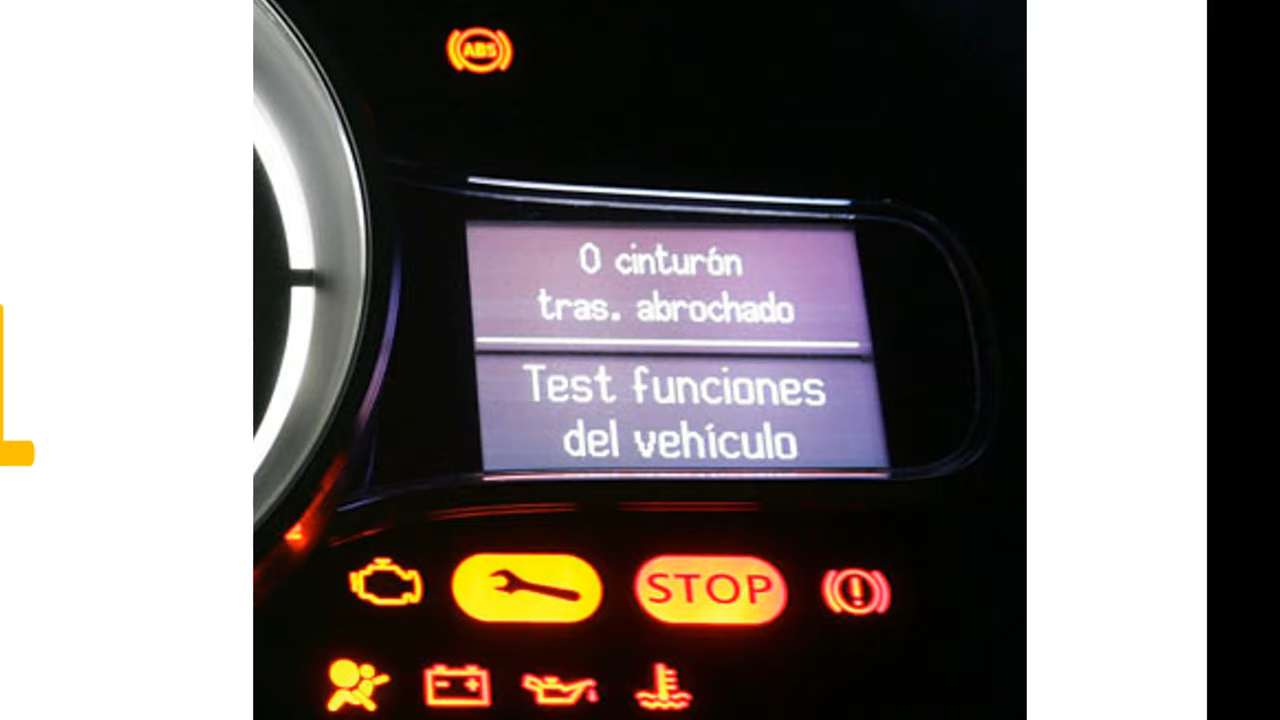 ABS
0 cinturón
tras. abrochado
Test funciones
del vehículo
STOP